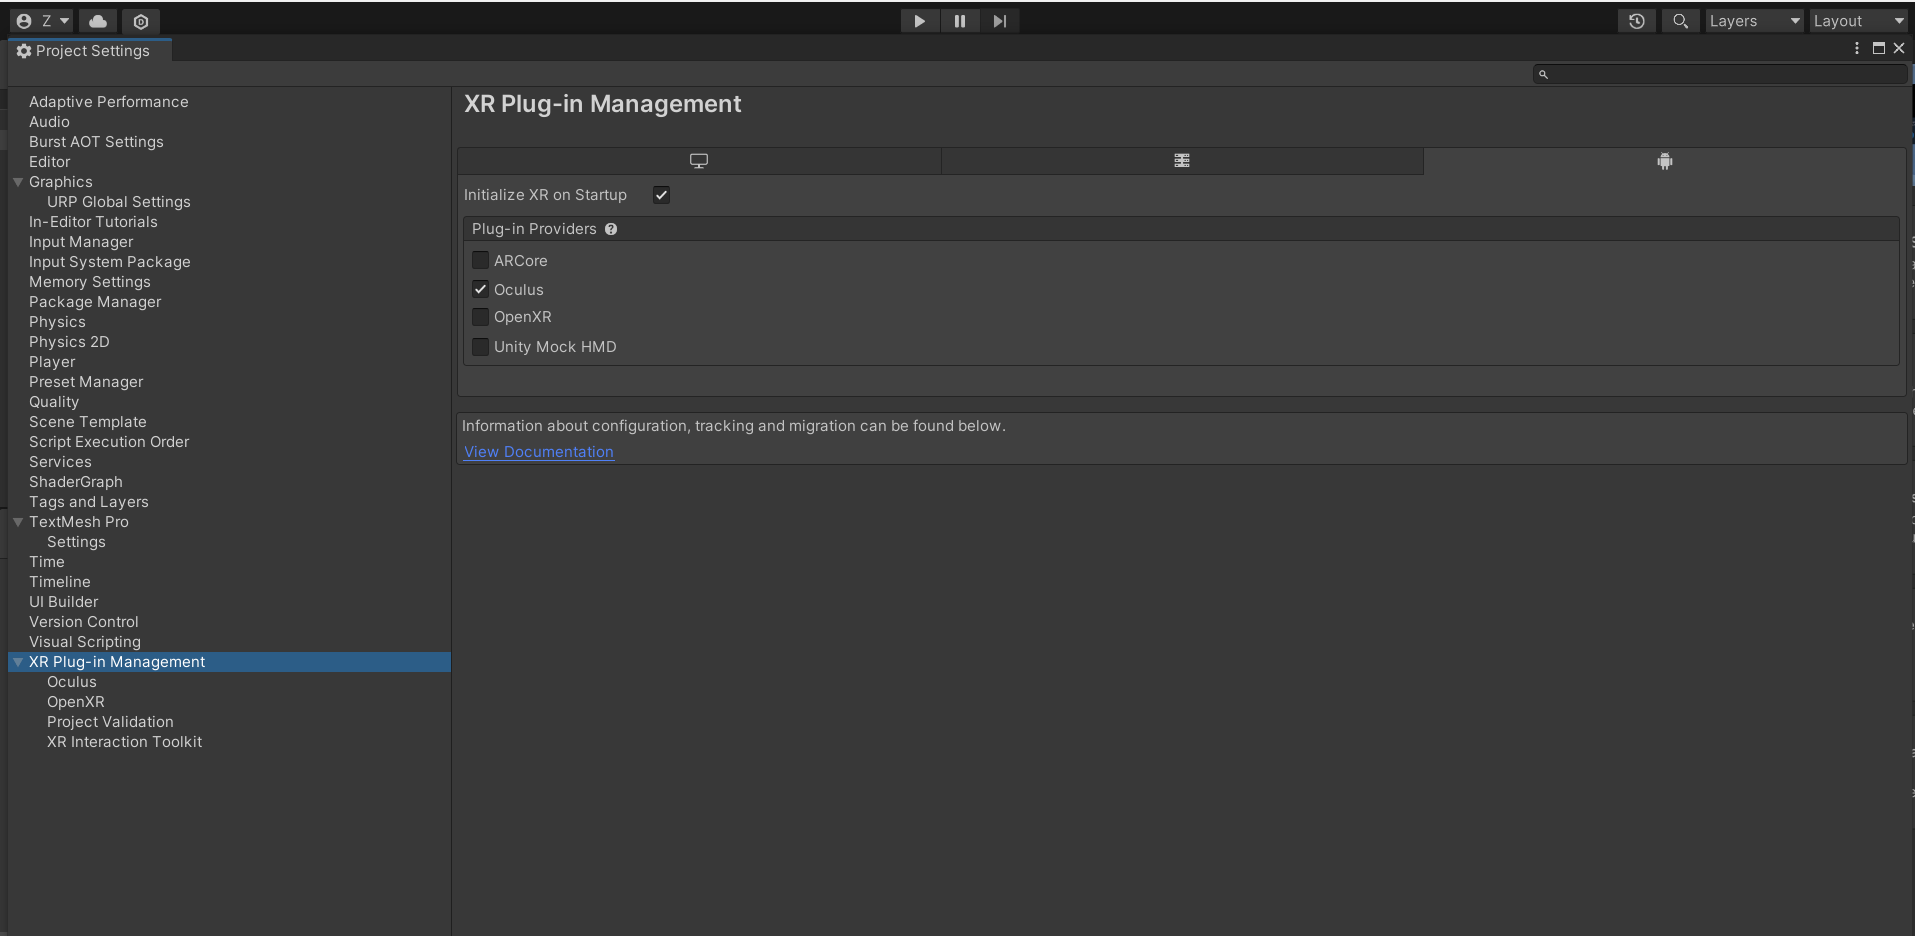 Z
Layers
Layout
Project Settings
Adaptive Performance
Audio
Burst AOT Settings
Editor
Graphics
URP Global Settings
In-Editor Tutorials
Input Manager
Input System Package
Memory Settings
Package Manager
Physics
Physics 2D
Player
Preset Manager
Quality
Scene Template
Script Execution Order
Services
ShaderGraph
Tags and Layers
TextMesh Pro
Settings
Time
Timeline
UI Builder
Version Control
Visual Scripting
XR Plug-in Management
Oculus
OpenXR
Project Validation
XR Interaction Toolkit
XR Plug-in Management
Initialize XR on Startup
Plug-in Providers
ARCore
Oculus
OpenXR
Unity Mock HMD
Information about configuration, tracking and migration can be found below.
View Documentation